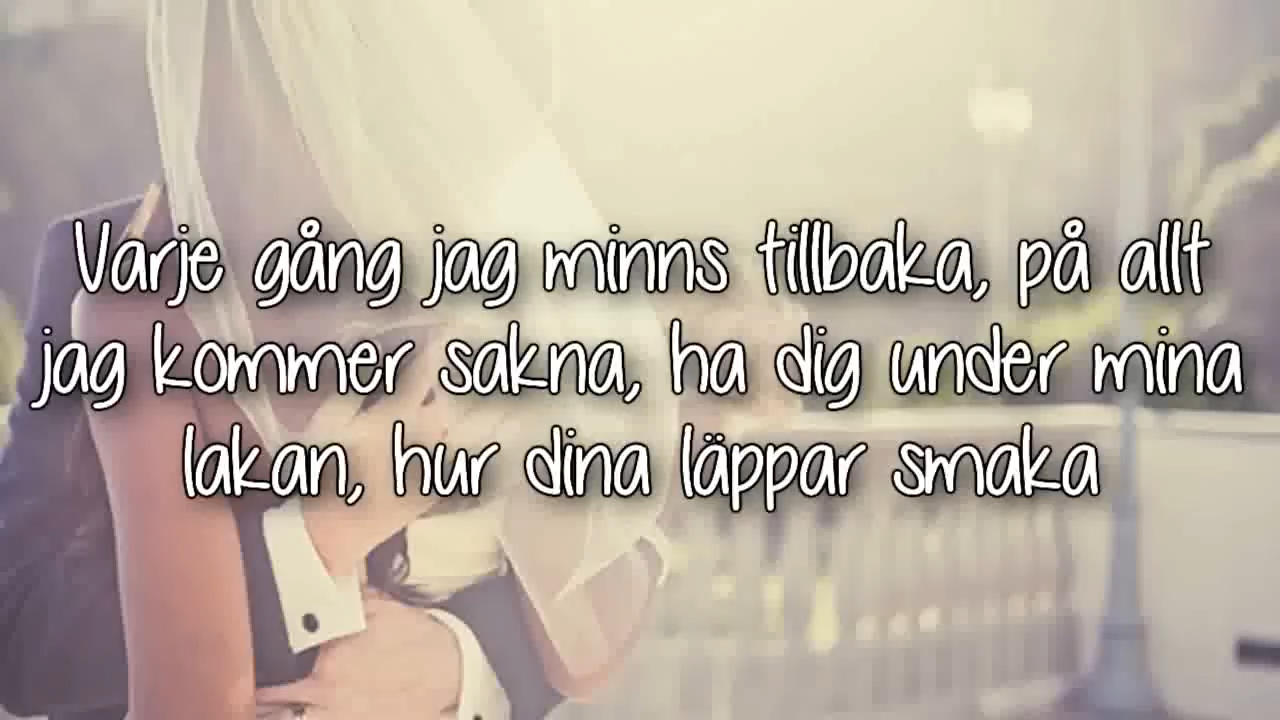 Varje gång jag minns tillbaka, på allt
jag kommer sakna, ha dig under mina
lakan, hur dina läppar smaka